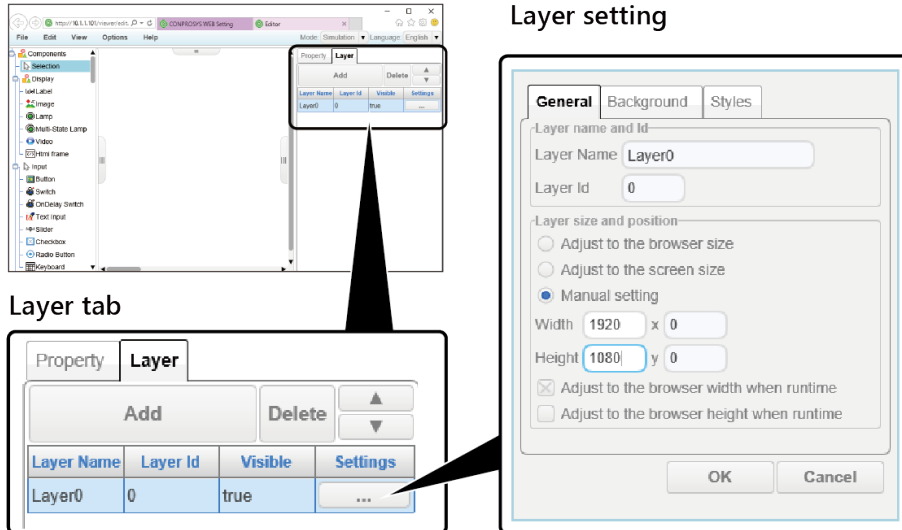 Layer setting
http://10.1.1.101/viewer/edit.
CONPROSYS WEB Setting
Editor
File Edit View Options Help
Mode: Simulation Language: English
Components
Selection
Display
Label
Image
Lamp
Multi-State Lamp
Video
Html frame
Input
Button
Switch
OnDelay Switch
Text Input
Slider
Checkbox
Radio Button
Keyboard
Property Layer
Add Delete
Layer Name Layer Id Visible Settings
Layer0 0 true ...
Layer tab
Property Layer
Add Delete
Layer Name Layer Id Visible Settings
Layer0 0 true ...
General Background Styles
Layer name and Id
Layer Name Layer0
Layer Id 0
Layer size and position
Adjust to the browser size
Adjust to the screen size
Manual setting
Width 1920 x 0
Height 1080 y 0
Adjust to the browser width when runtime
Adjust to the browser height when runtime
OK Cancel